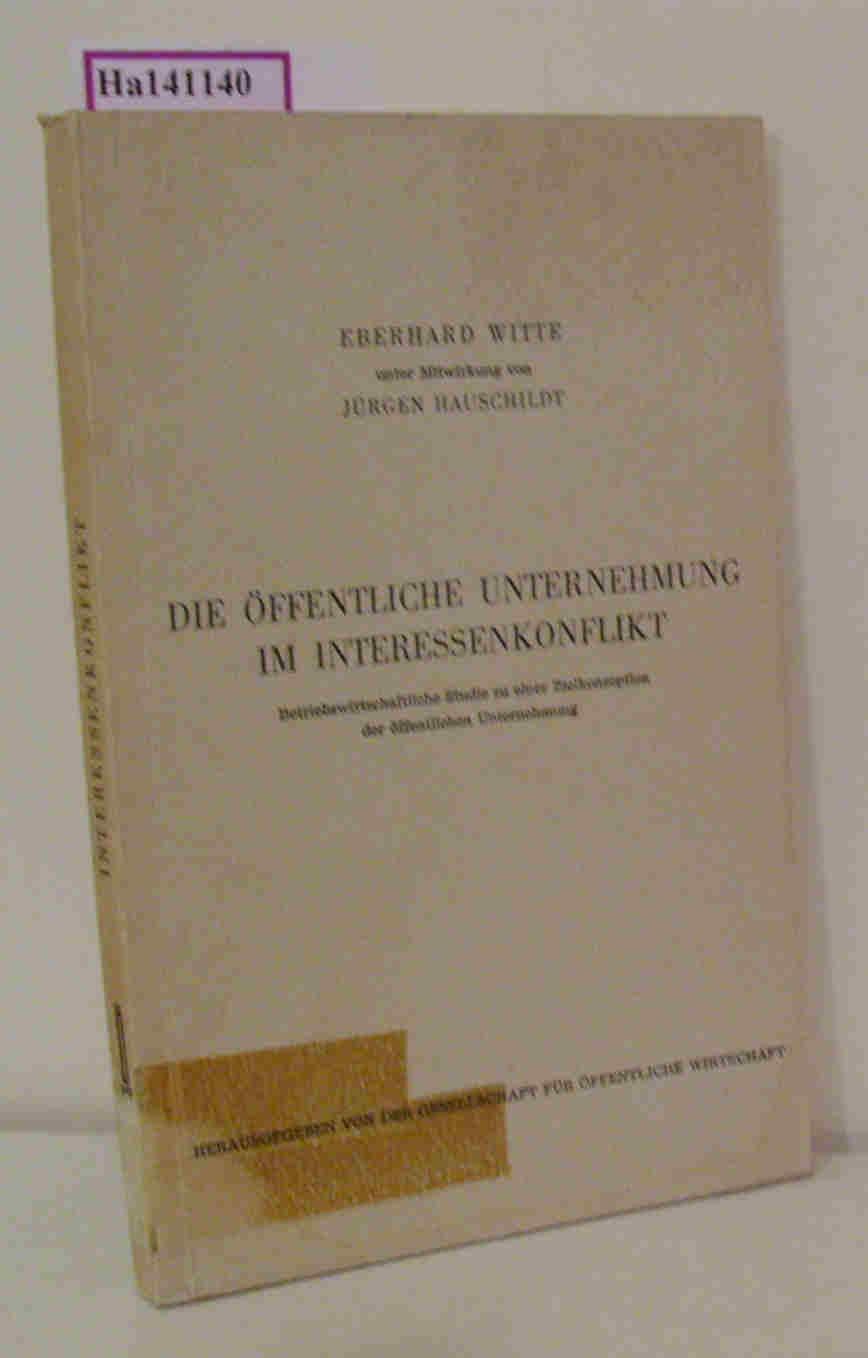 Ha141140
EBERHARD WITTE
unter Mitwirkung von
JÜRGEN HAUSCHILDT
DIE ÖFFENTLICHE UNTERNEHMUNG
IM INTERESSENKONFLIKT
Betriebswirtschaftliche Studie zu einer Zielkonzeption
der öffentlichen Unternehmung
HERAUSGEGEBEN VON DER GESELLSCHAFT FÜR ÖFFENTLICHE WIRTSCHAFT
INTERESSENKONFLIKT